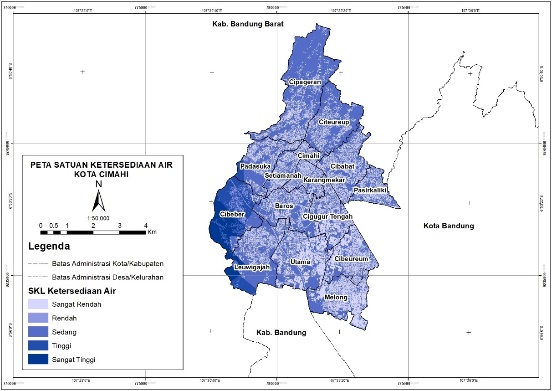 Kab. Bandung Barat
Cipageran
Citeureup
Cimahi
Cibabat
Padasuka
Setiamanah
Karangmekar
Pasirkaliki
Cibeber
Baros
Cigugur Tengah
Kota Bandung
Leuwigajah
Utama
Cibeureum
Melong
Kab. Bandung
PETA SATUAN KETERSEDIAAN AIR
KOTA CIMAHI
N
1:50 000
0 0.5 1 2 3 4
Km
Legenda
Batas Administrasi Kota/Kabupaten
Batas Administrasi Desa/Kelurahan
SKL Ketersediaan Air
Sangat Rendah
Rendah
Sedang
Tinggi
Sangat Tinggi